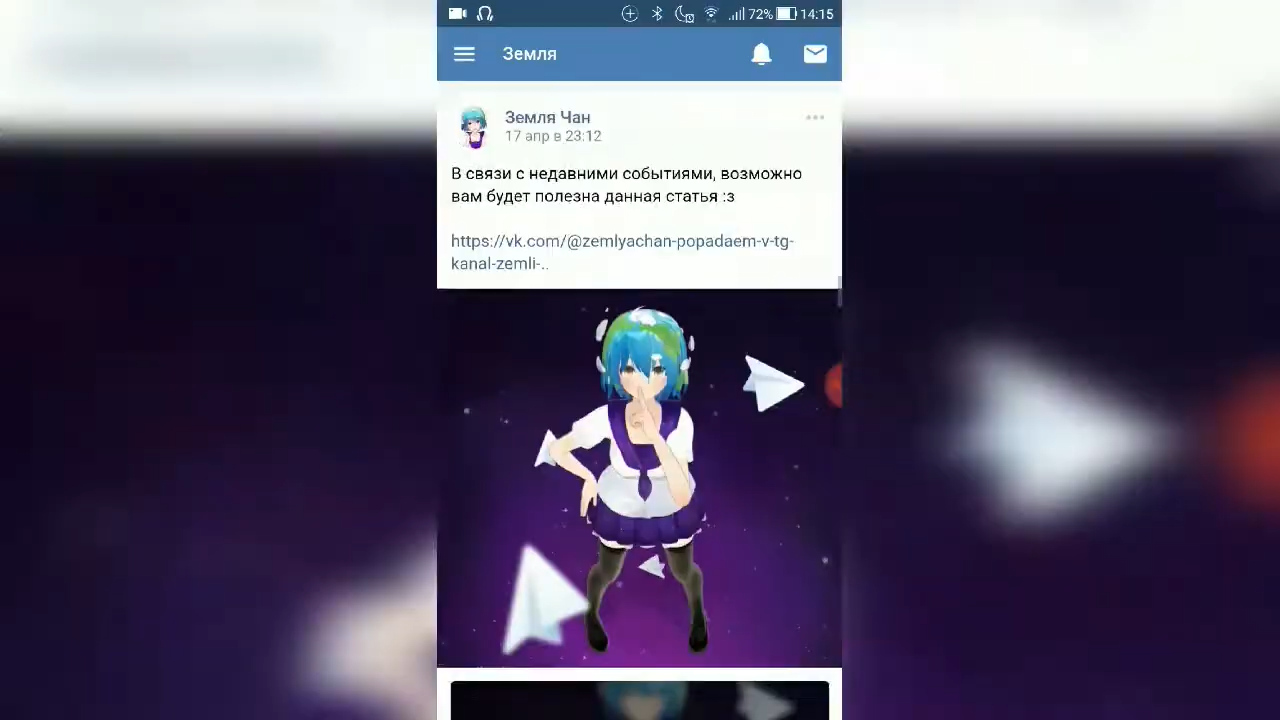 72% 14:15
Земля
Земля Чан
17 апр в 23:12
В связи с недавними событиями, возможно
вам будет полезна данная статья :з
https://vk.com/@zemlyachan-popadaem-v-tg-
kanal-zemli-..